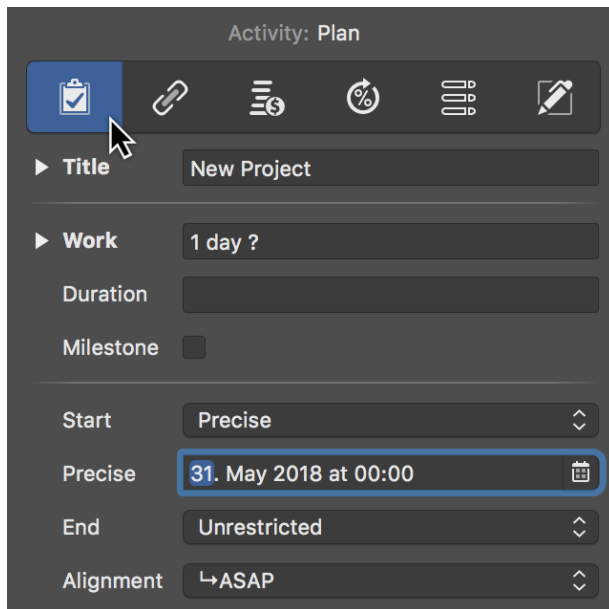 Activity: Plan
Title New Project
Work 1 day ?
Duration
Milestone
Start Precise
Precise 31. May 2018 at 00:00
End Unrestricted
Alignment ↪ASAP